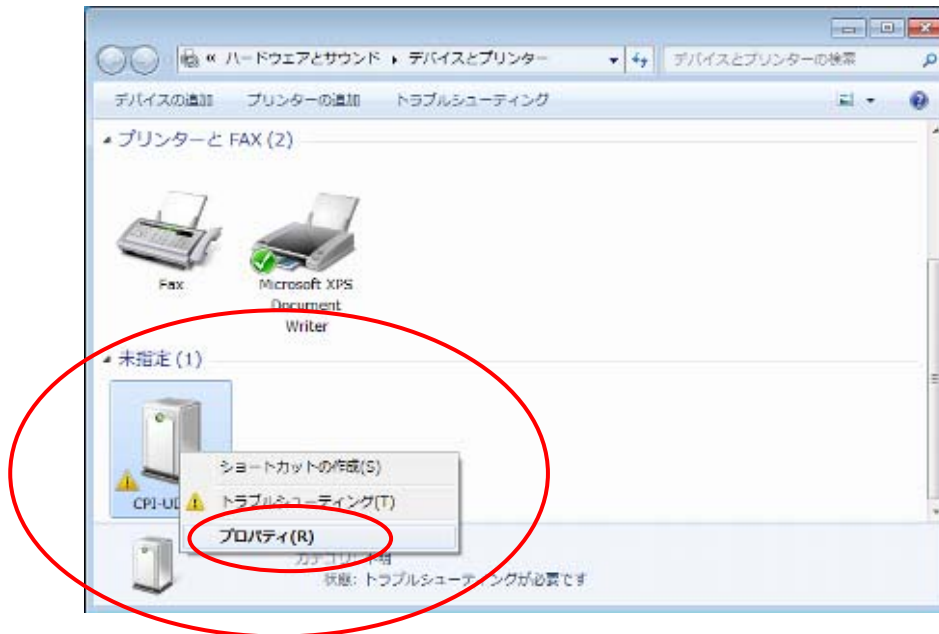 « ハードウェアとサウンド ▸ デバイスとプリンター
デバイスとプリンターの検索
デバイスの追加 プリンターの追加 トラブルシューティング
プリンターと FAX (2)
Fax
Microsoft XPS
Document
Writer
未指定 (1)
ショートカットの作成(S)
CPI-UD
トラブルシューティング(T)
プロパティ(R)
カテゴリ: 不明
状態: トラブルシューティングが必要です